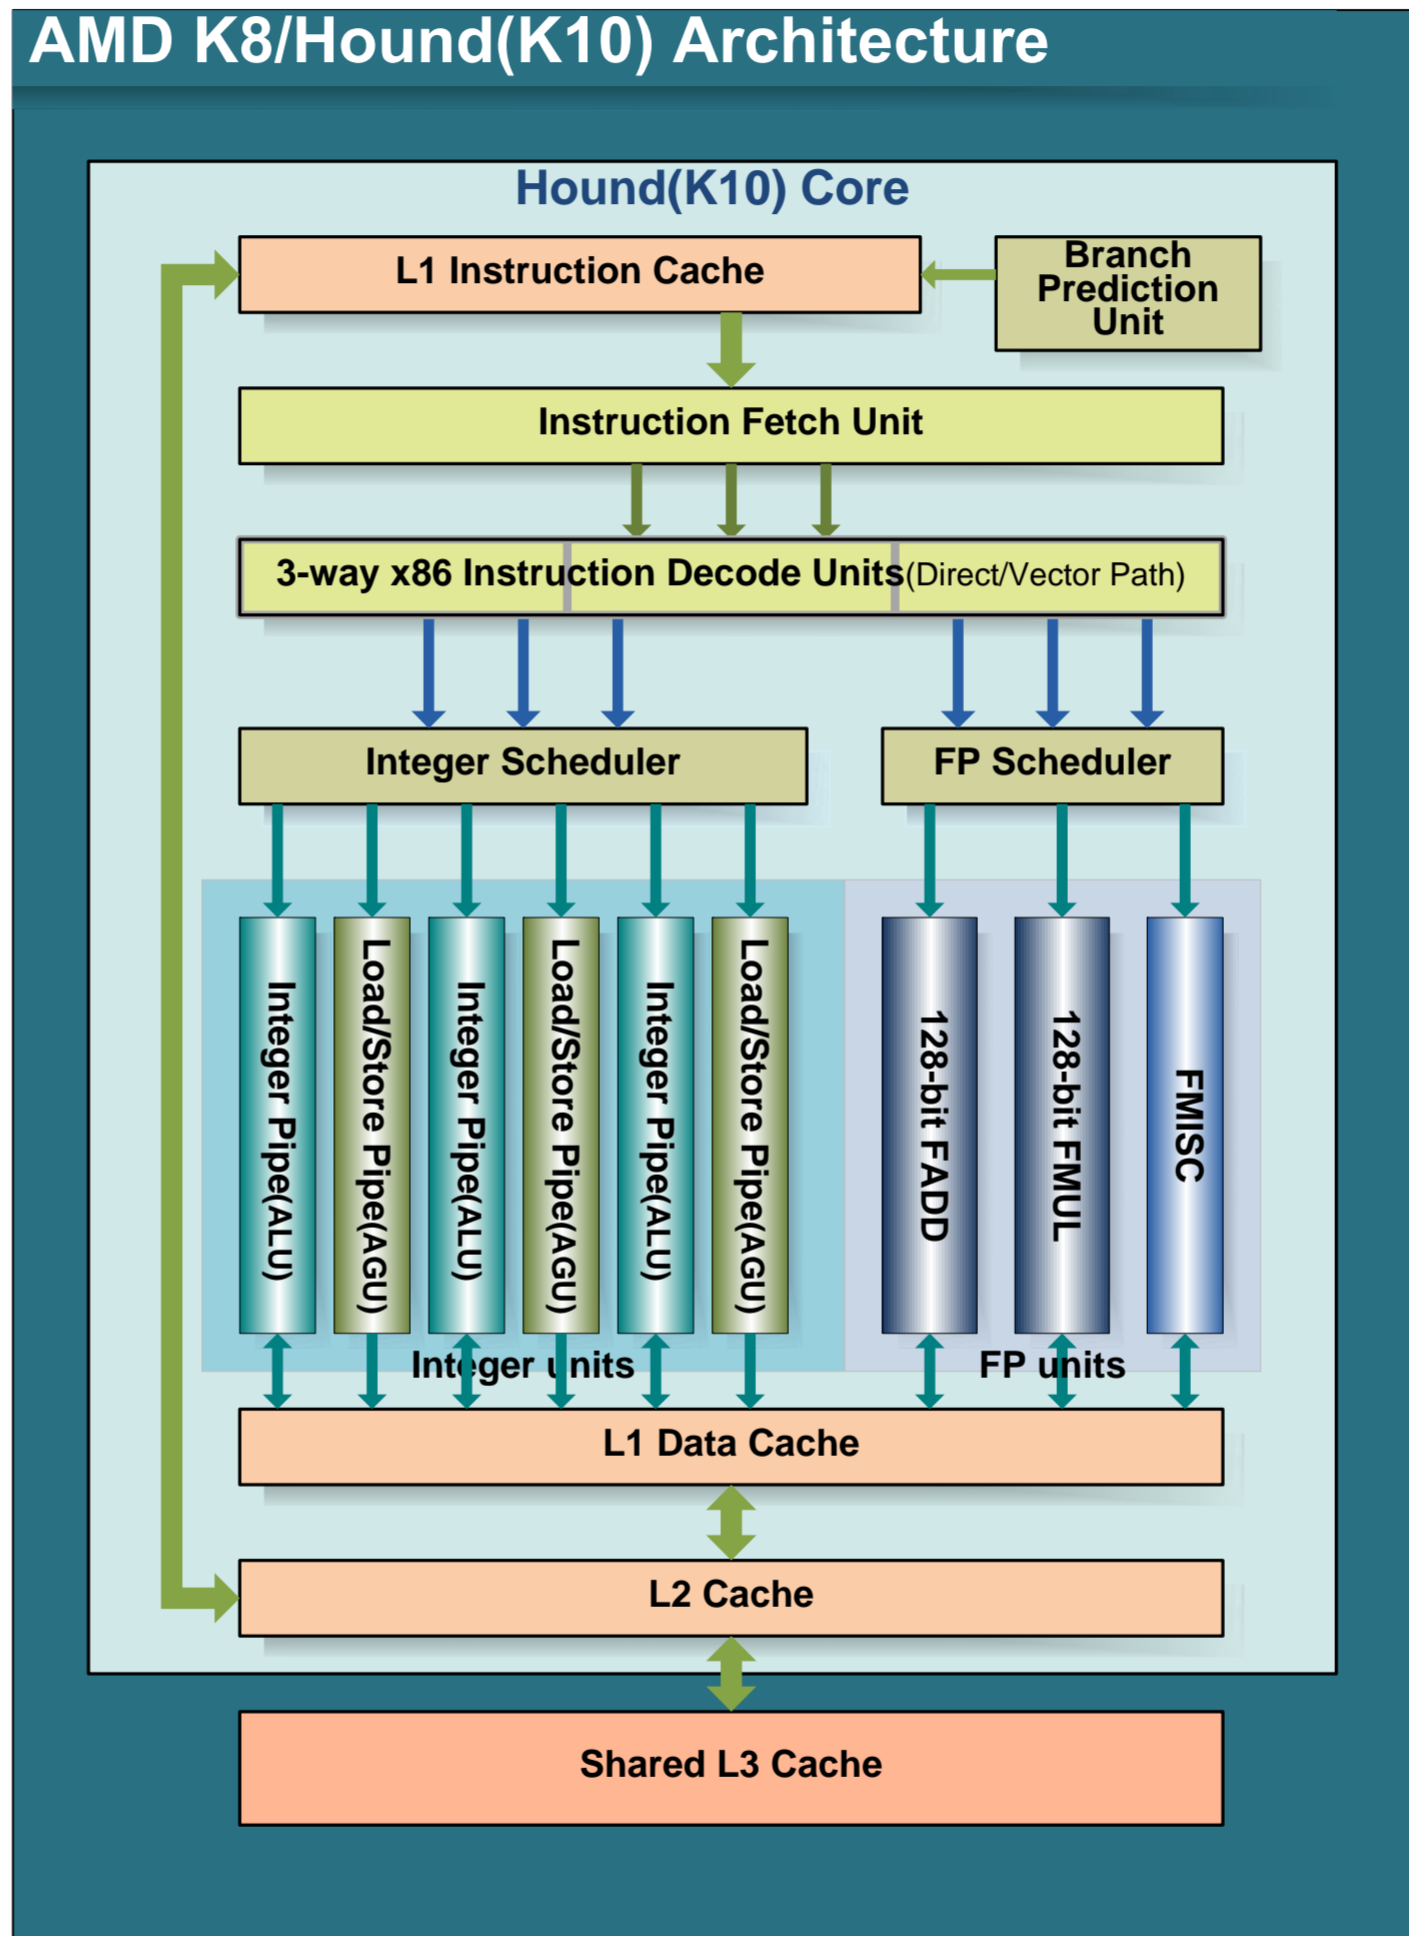 AMD K8/Hound(K10) Architecture
Hound(K10) Core
L1 Instruction Cache
Branch
Prediction
Unit
Instruction Fetch Unit
3-way x86 Instruction Decode Units(Direct/Vector Path)
Integer Scheduler
FP Scheduler
Integer Pipe(ALU)
Load/Store Pipe(AGU)
Integer Pipe(ALU)
Load/Store Pipe(AGU)
Integer Pipe(ALU)
Load/Store Pipe(AGU)
128-bit FADD
128-bit FMUL
FMISC
Integer units
FP units
L1 Data Cache
L2 Cache
Shared L3 Cache